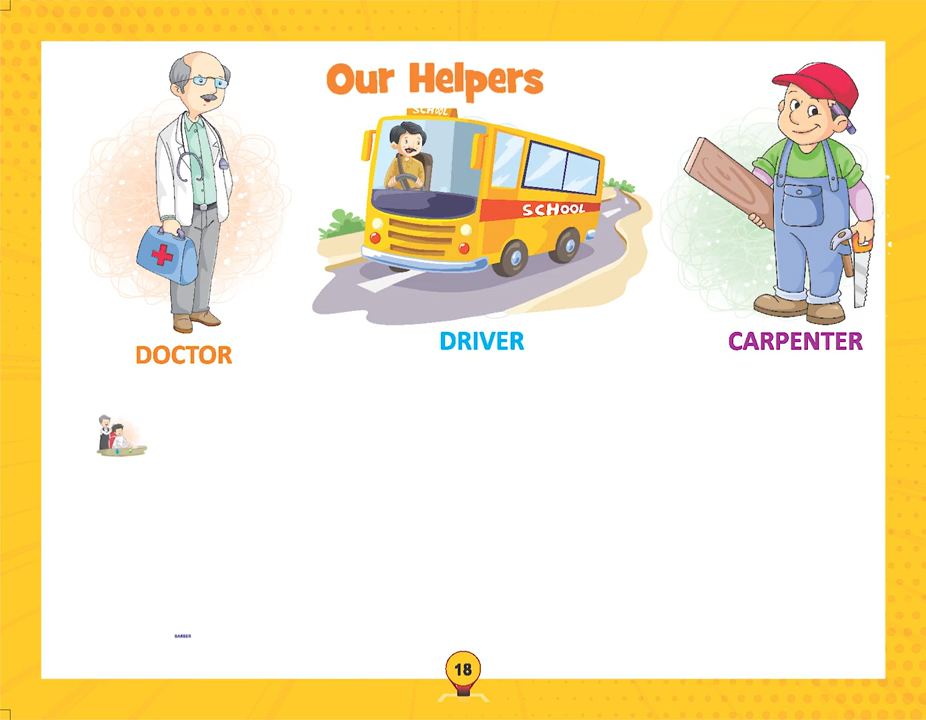 Our Helpers
SCHOOL
SCHOOL
DOCTOR
DRIVER
CARPENTER
BARBER
18